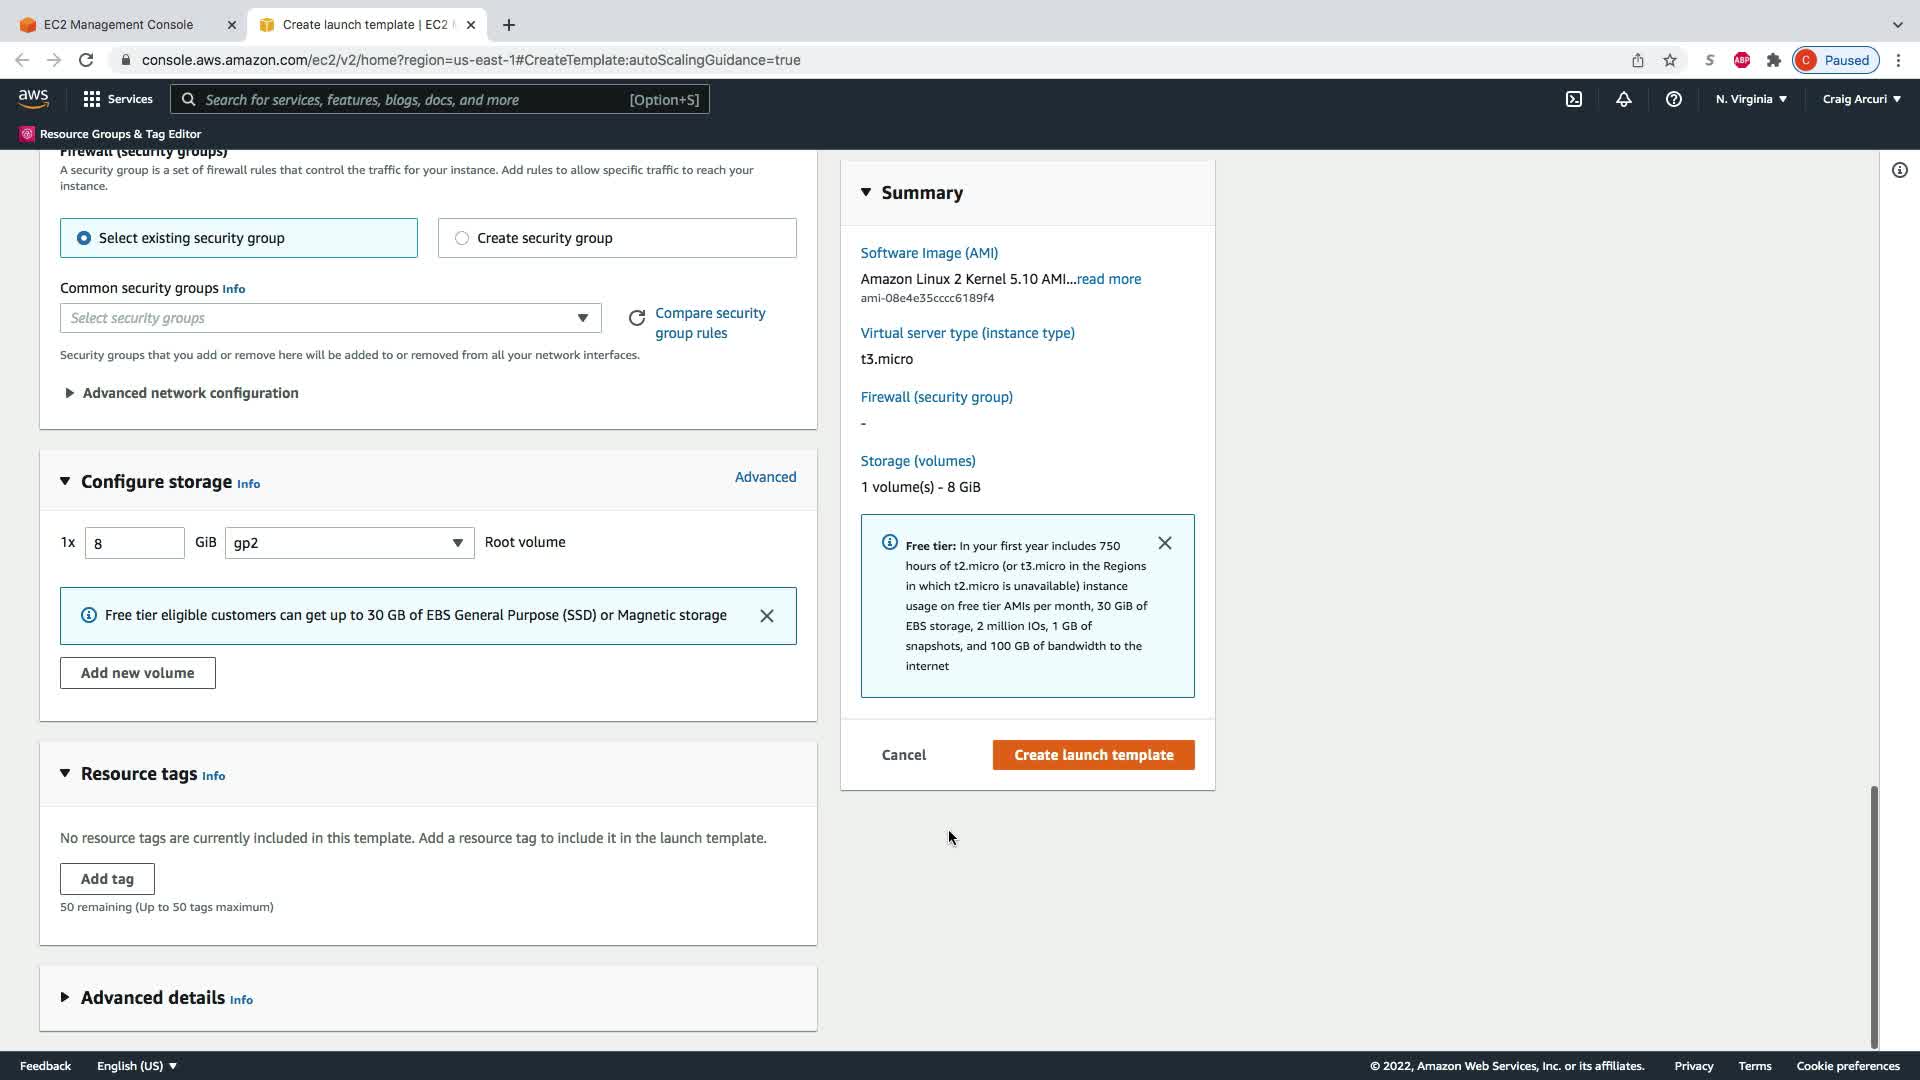 EC2 Management Console
Create launch template | EC2
console.aws.amazon.com/ec2/v2/home?region=us-east-1#CreateTemplate:autoScalingGuidance=true
S
ABP
C Paused
aws
Services
Search for services, features, blogs, docs, and more [Option+S]
N. Virginia
Craig Arcuri
Resource Groups & Tag Editor
Firewall (security groups)
A security group is a set of firewall rules that control the traffic for your instance. Add rules to allow specific traffic to reach your
instance.
Select existing security group
Create security group
Common security groups Info
Select security groups
Compare security
group rules
Security groups that you add or remove here will be added to or removed from all your network interfaces.
Advanced network configuration
Configure storage Info
Advanced
1x 8 GiB gp2 Root volume
Free tier eligible customers can get up to 30 GB of EBS General Purpose (SSD) or Magnetic storage
Add new volume
Resource tags Info
No resource tags are currently included in this template. Add a resource tag to include it in the launch template.
Add tag
50 remaining (Up to 50 tags maximum)
Advanced details Info
Summary
Software Image (AMI)
Amazon Linux 2 Kernel 5.10 AMI...read more
ami-08e4e35cccc6189f4
Virtual server type (instance type)
t3.micro
Firewall (security group)
-
Storage (volumes)
1 volume(s) - 8 GiB
Free tier: In your first year includes 750
hours of t2.micro (or t3.micro in the Regions
in which t2.micro is unavailable) instance
usage on free tier AMIs per month, 30 GiB of
EBS storage, 2 million IOs, 1 GB of
snapshots, and 100 GB of bandwidth to the
internet
Cancel
Create launch template
Feedback
English (US)
© 2022, Amazon Web Services, Inc. or its affiliates.
Privacy
Terms
Cookie preferences